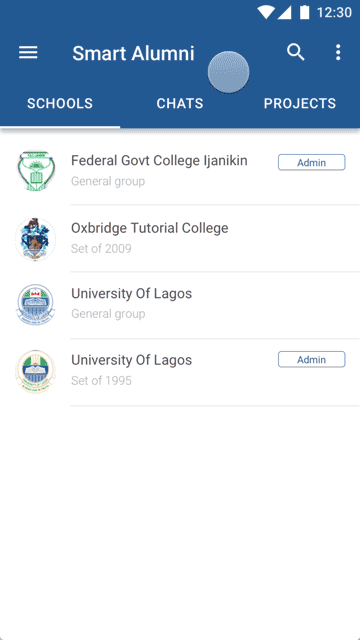 12:30
Smart Alumni
SCHOOLS CHATS PROJECTS
Federal Govt College Ijanikin Admin
General group
Oxbridge Tutorial College
Set of 2009
University Of Lagos
General group
University Of Lagos Admin
Set of 1995